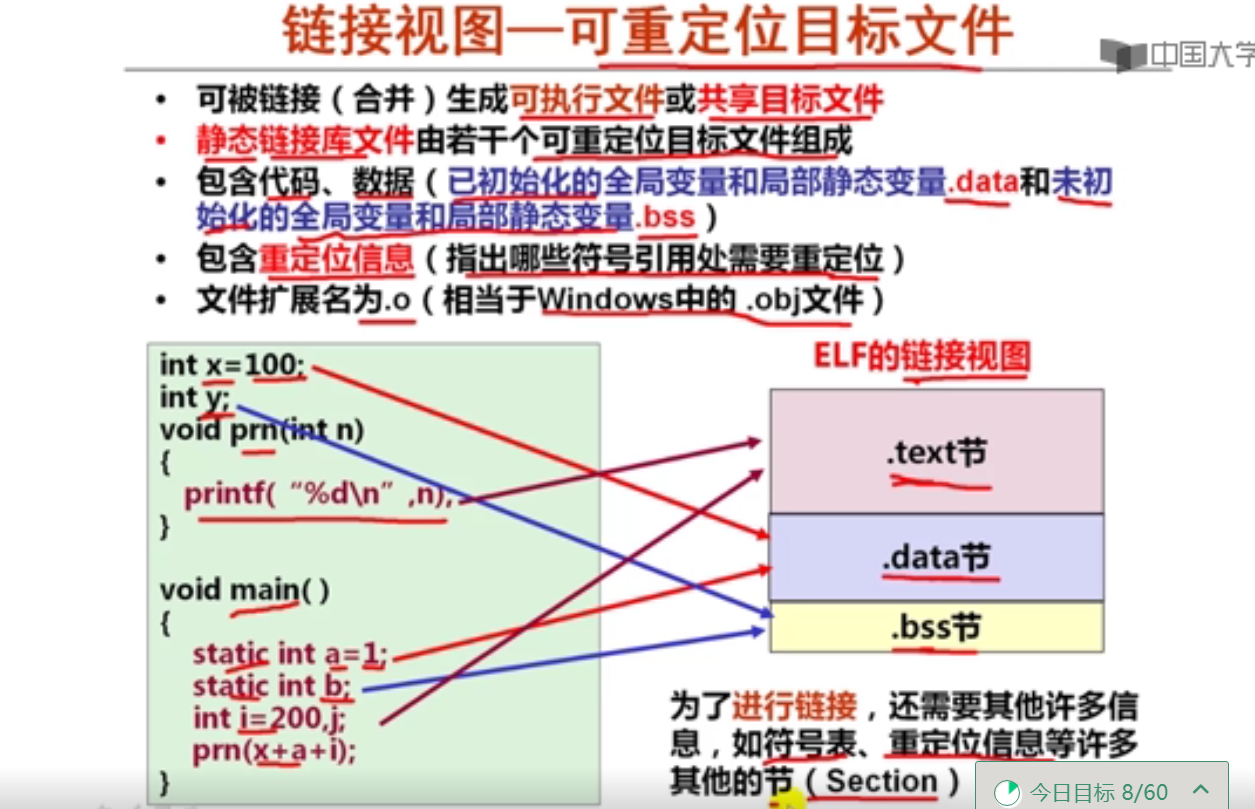 链接视图—可重定位目标文件
中国大学
• 可被链接（合并）生成可执行文件或共享目标文件
• 静态链接库文件由若干个可重定位目标文件组成
• 包含代码、数据（已初始化的全局变量和局部静态变量.data和未初
始化的全局变量和局部静态变量.bss）
• 包含重定位信息（指出哪些符号引用处需要重定位）
• 文件扩展名为.o（相当于Windows中的 .obj文件）
int x=100;
int y;
void prn(int n)
{
printf(“%d\n”,n);
}
void main( )
{
static int a=1;
static int b;
int i=200,j;
prn(x+a+i);
}
ELF的链接视图
.text节
.data节
.bss节
为了进行链接，还需要其他许多信
息，如符号表、重定位信息等许多
其他的节（Section）
今日目标 8/60